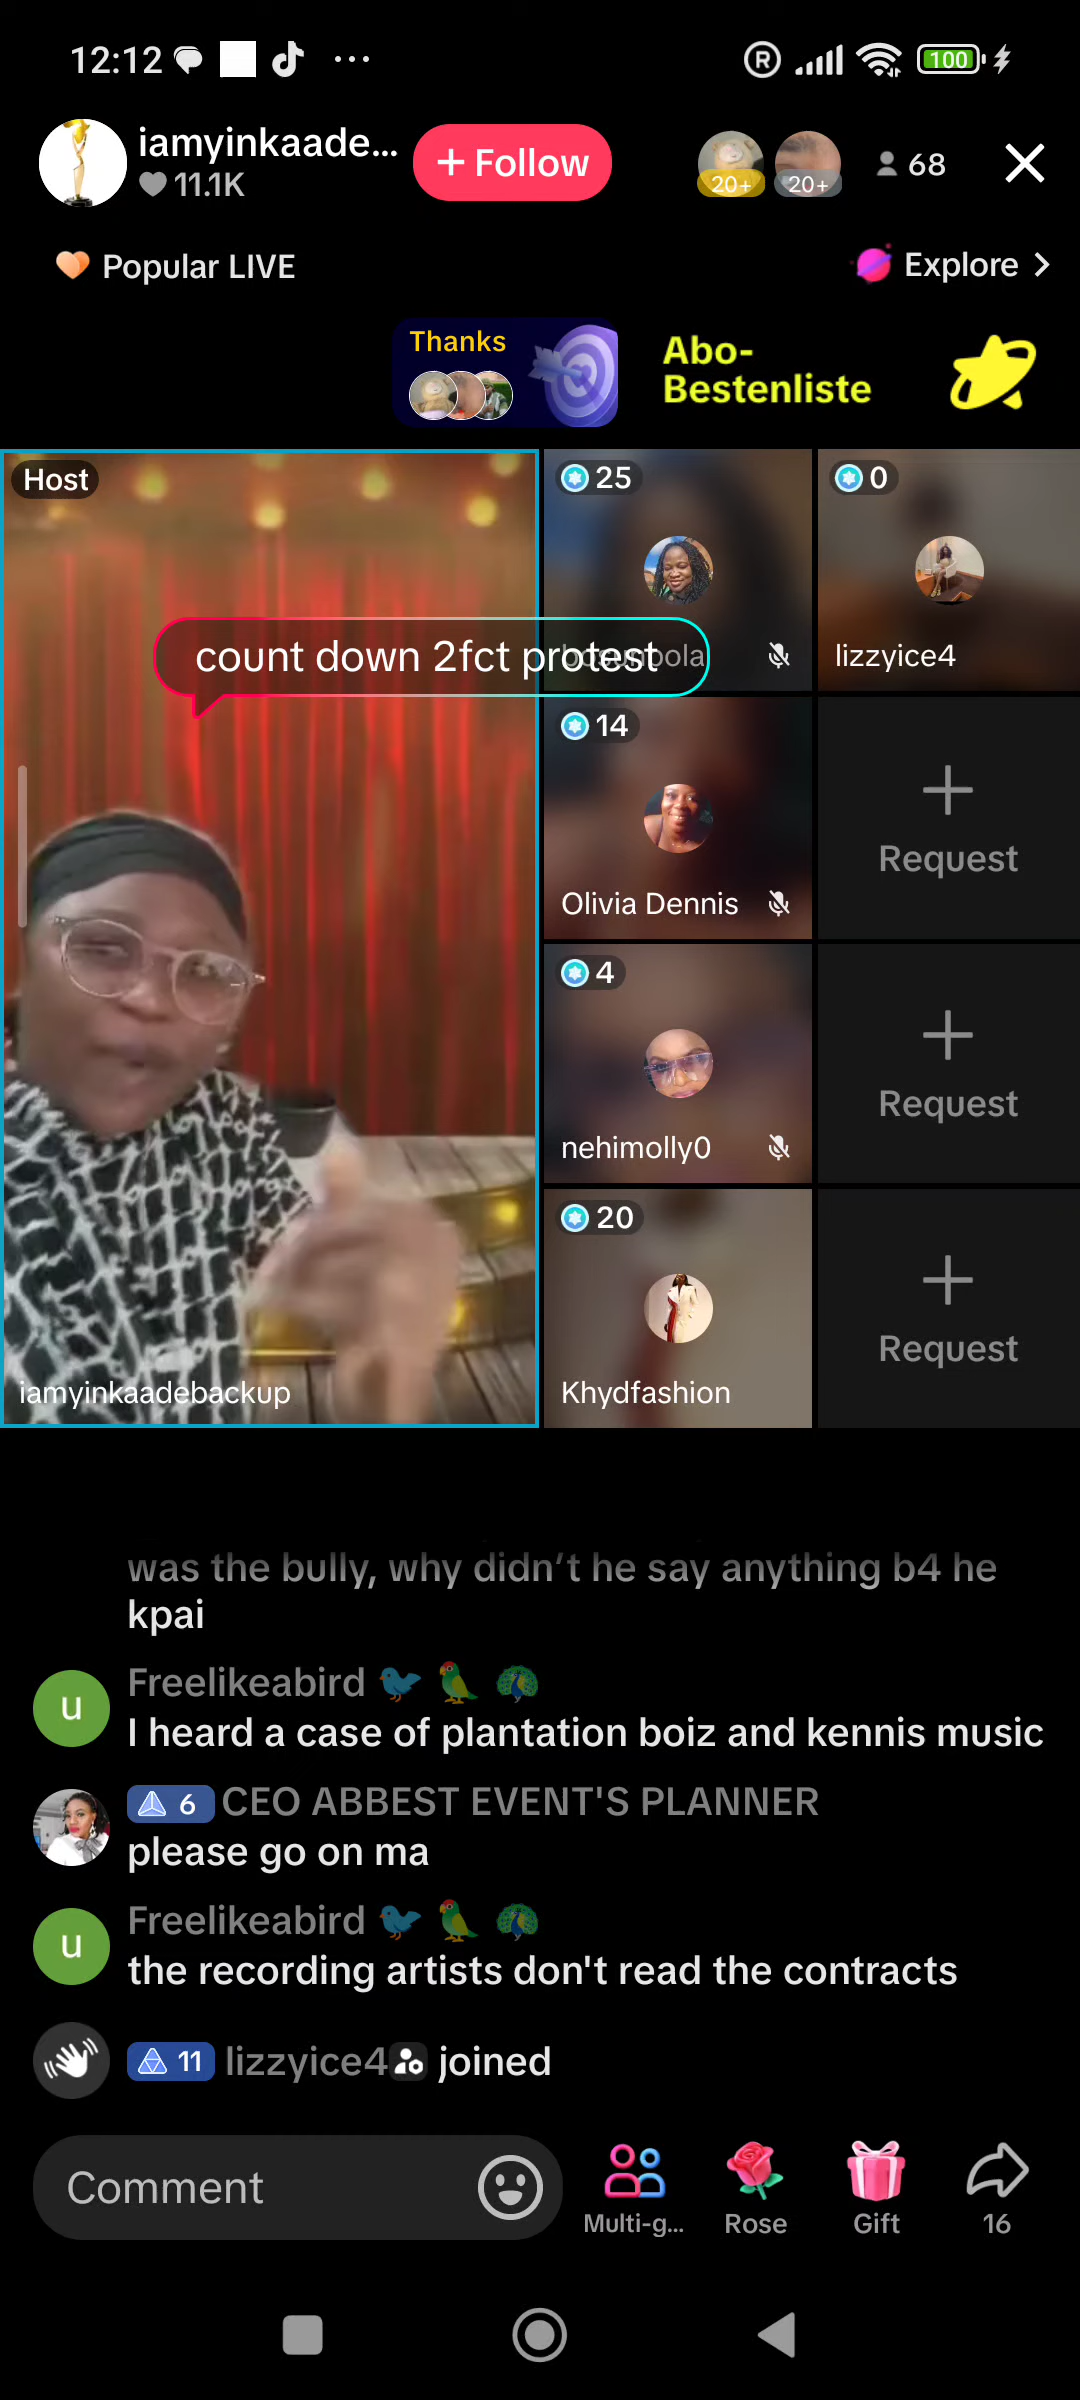 12:12
100
iamyinkaade...
11.1K
+ Follow
20+
20+
68
Popular LIVE
Explore
Thanks
Abo-
Bestenliste
Host
25
0
count down 2fct protest
lizzyice4
14
Olivia Dennis
Request
4
nehimolly0
Request
20
Khydfashion
Request
iamyinkaadebackup
was the bully, why didn't he say anything b4 he
kpai
u
Freelikeabird 🐦 🦜 🦚
I heard a case of plantation boiz and kennis music
6 CEO ABBEST EVENT'S PLANNER
please go on ma
u
Freelikeabird 🐦 🦜 🦚
the recording artists don't read the contracts
11 lizzyice4 joined
Comment
Multi-g...
Rose
Gift
16